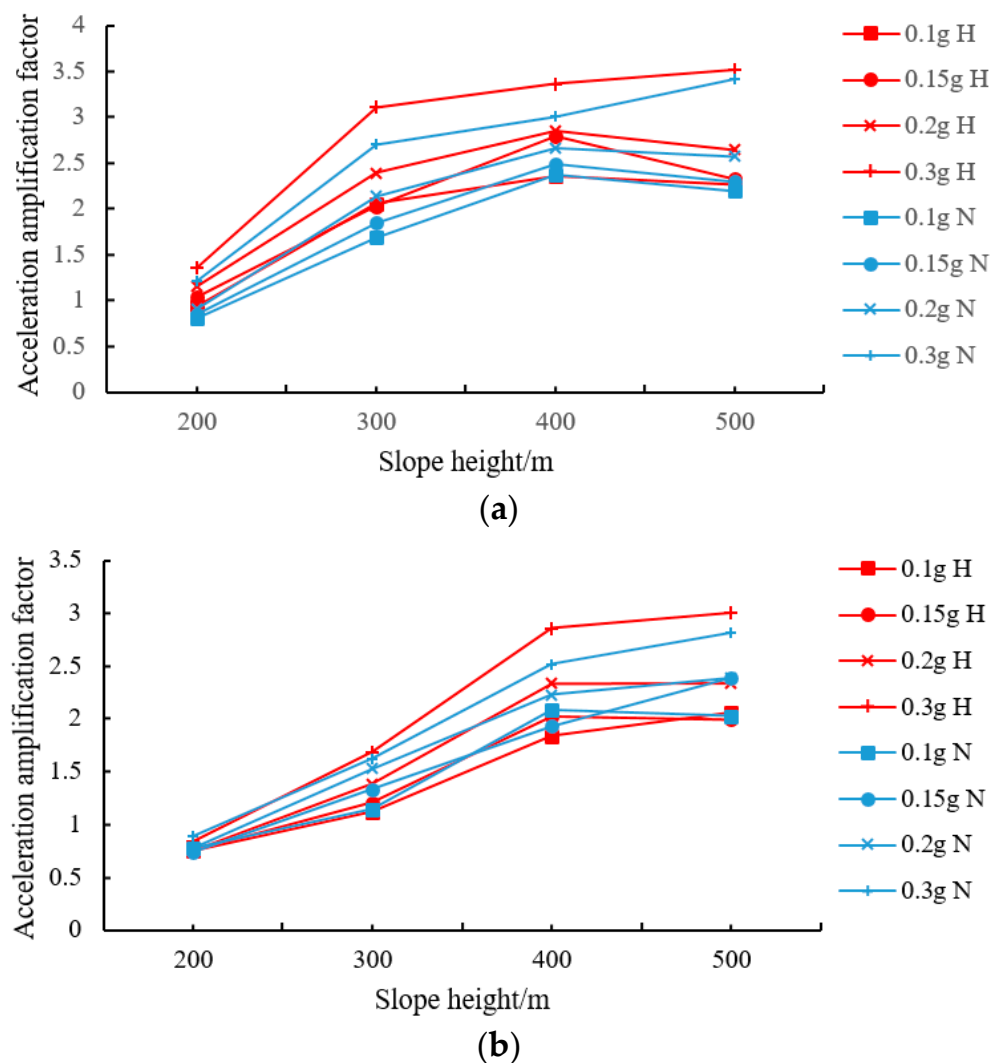 Acceleration amplification factor
4
3.5
3
2.5
2
1.5
1
0.5
0
200 300 400 500
Slope height/m
0.1g H
0.15g H
0.2g H
0.3g H
0.1g N
0.15g N
0.2g N
0.3g N
(a)
Acceleration amplification factor
3.5
3
2.5
2
1.5
1
0.5
0
200 300 400 500
Slope height/m
0.1g H
0.15g H
0.2g H
0.3g H
0.1g N
0.15g N
0.2g N
0.3g N
(b)